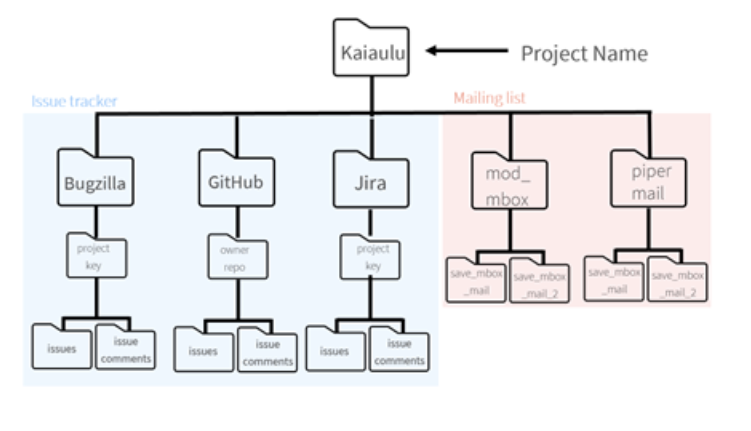 Kaiaulu
Project Name
Issue tracker
Mailing list
Bugzilla
GitHub
Jira
mod_
mbox
piper
mail
project
key
owner
repo
project
key
save_mbox
_mail
save_mbox
_mail_2
save_mbox
_mail
save_mbox
_mail_2
issues
issue
comments
issues
issue
comments
issues
issue
comments